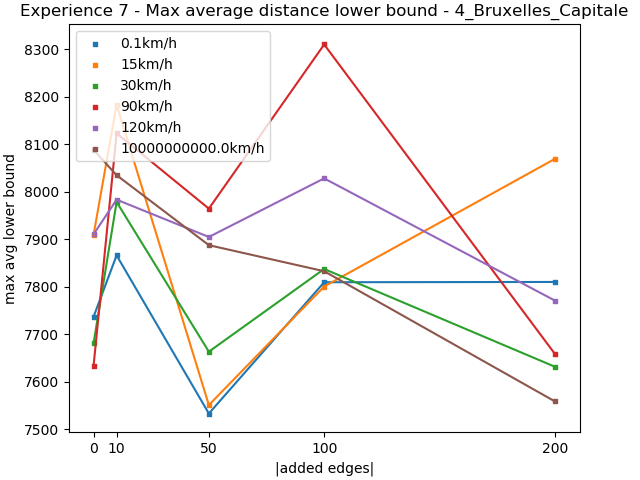 Experience 7 - Max average distance lower bound - 4_Bruxelles_Capitale
8300
8200
8100
8000
7900
7800
7700
7600
7500
max avg lower bound
0.1km/h
15km/h
30km/h
90km/h
120km/h
10000000000.0km/h
0 10 50 100 200
|added edges|